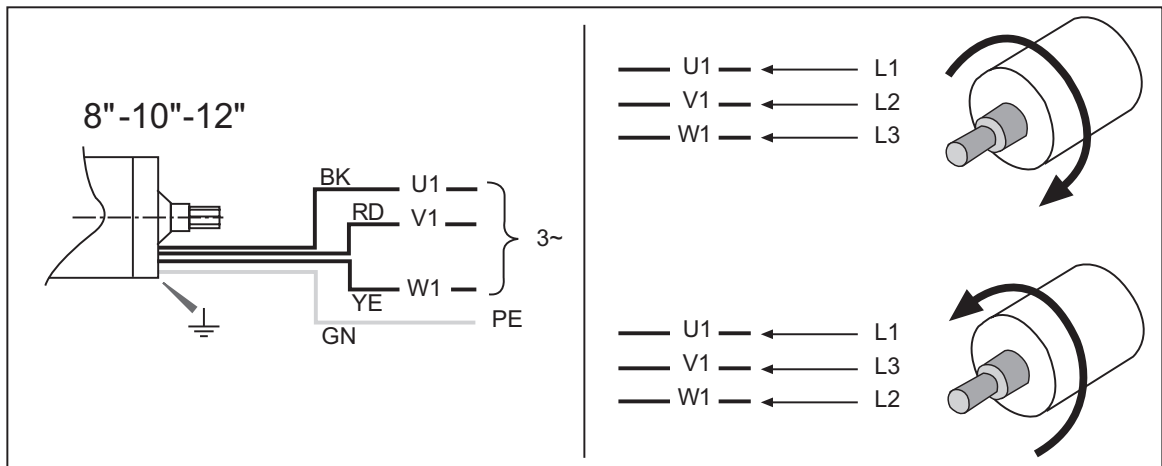 8"-10"-12"
BK U1
RD V1
3~
YE W1
GN PE
U1 L1
V1 L2
W1 L3
U1 L1
V1 L3
W1 L2